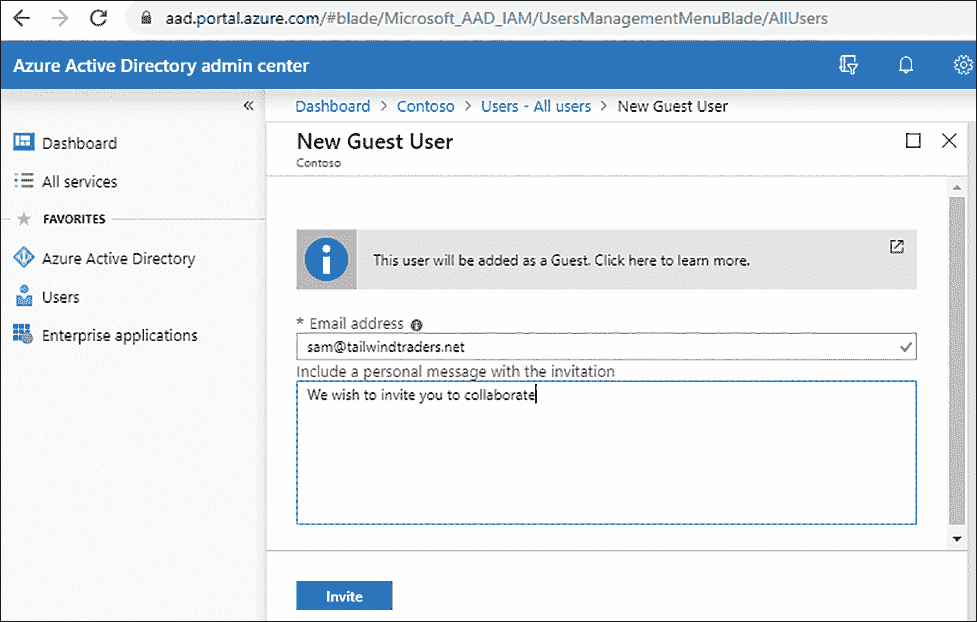 aad.portal.azure.com/#blade/Microsoft_AAD_IAM/UsersManagementMenuBlade/AllUsers
Azure Active Directory admin center
«
Dashboard > Contoso > Users - All users > New Guest User
Dashboard
All services
FAVORITES
Azure Active Directory
Users
Enterprise applications
New Guest User
Contoso
This user will be added as a Guest. Click here to learn more.
* Email address
sam@tailwindtraders.net
Include a personal message with the invitation
We wish to invite you to collaborate
Invite